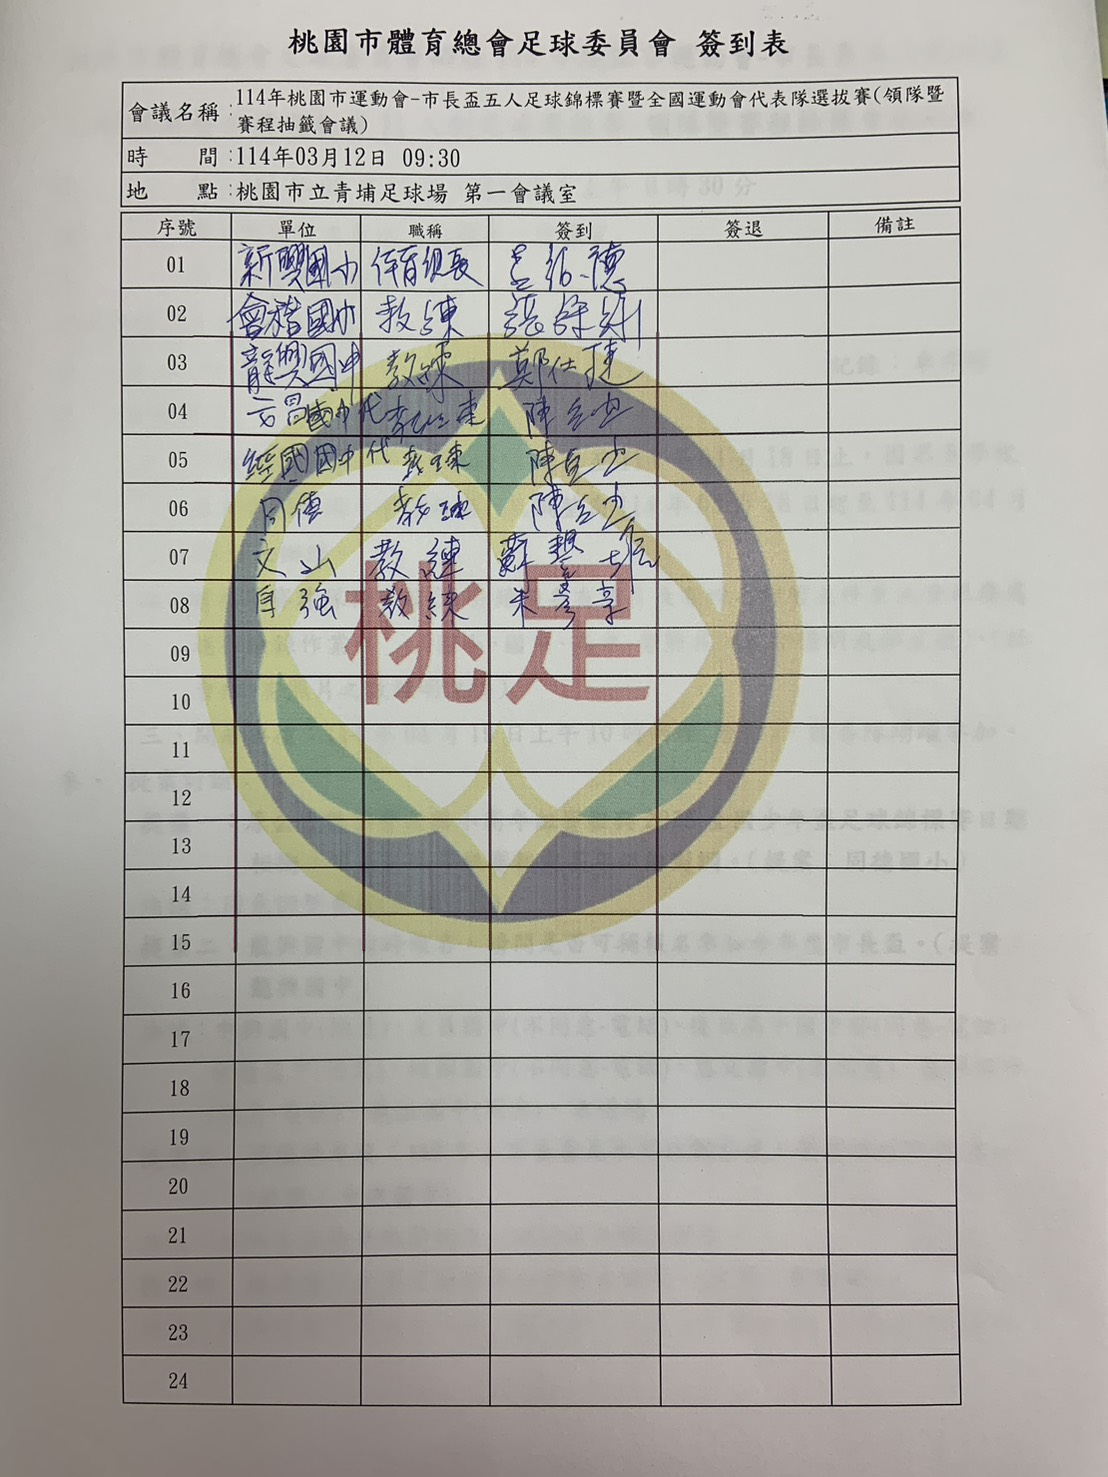 桃園市體育總會足球委員會 簽到表
會議名稱:114年桃園市運動會-市長盃五人足球錦標賽暨全國運動會代表隊選拔賽(領隊暨
賽程抽籤會議)
時 間:114年03月12日 09:30
地 點:桃園市立青埔足球場 第一會議室
序號 單位 職稱 簽到 簽退 備註
01 新興國小 体育組長
02 會稽國小 教練
03 龍興國中 教練 鄭仕捷
04 國中代
05 經國國中代 教練
06 同德 教練
07 文山 教練
08 自強 教練
桃足
09
10
11
12
13
14
15
16
17
18
19
20
21
22
23
24